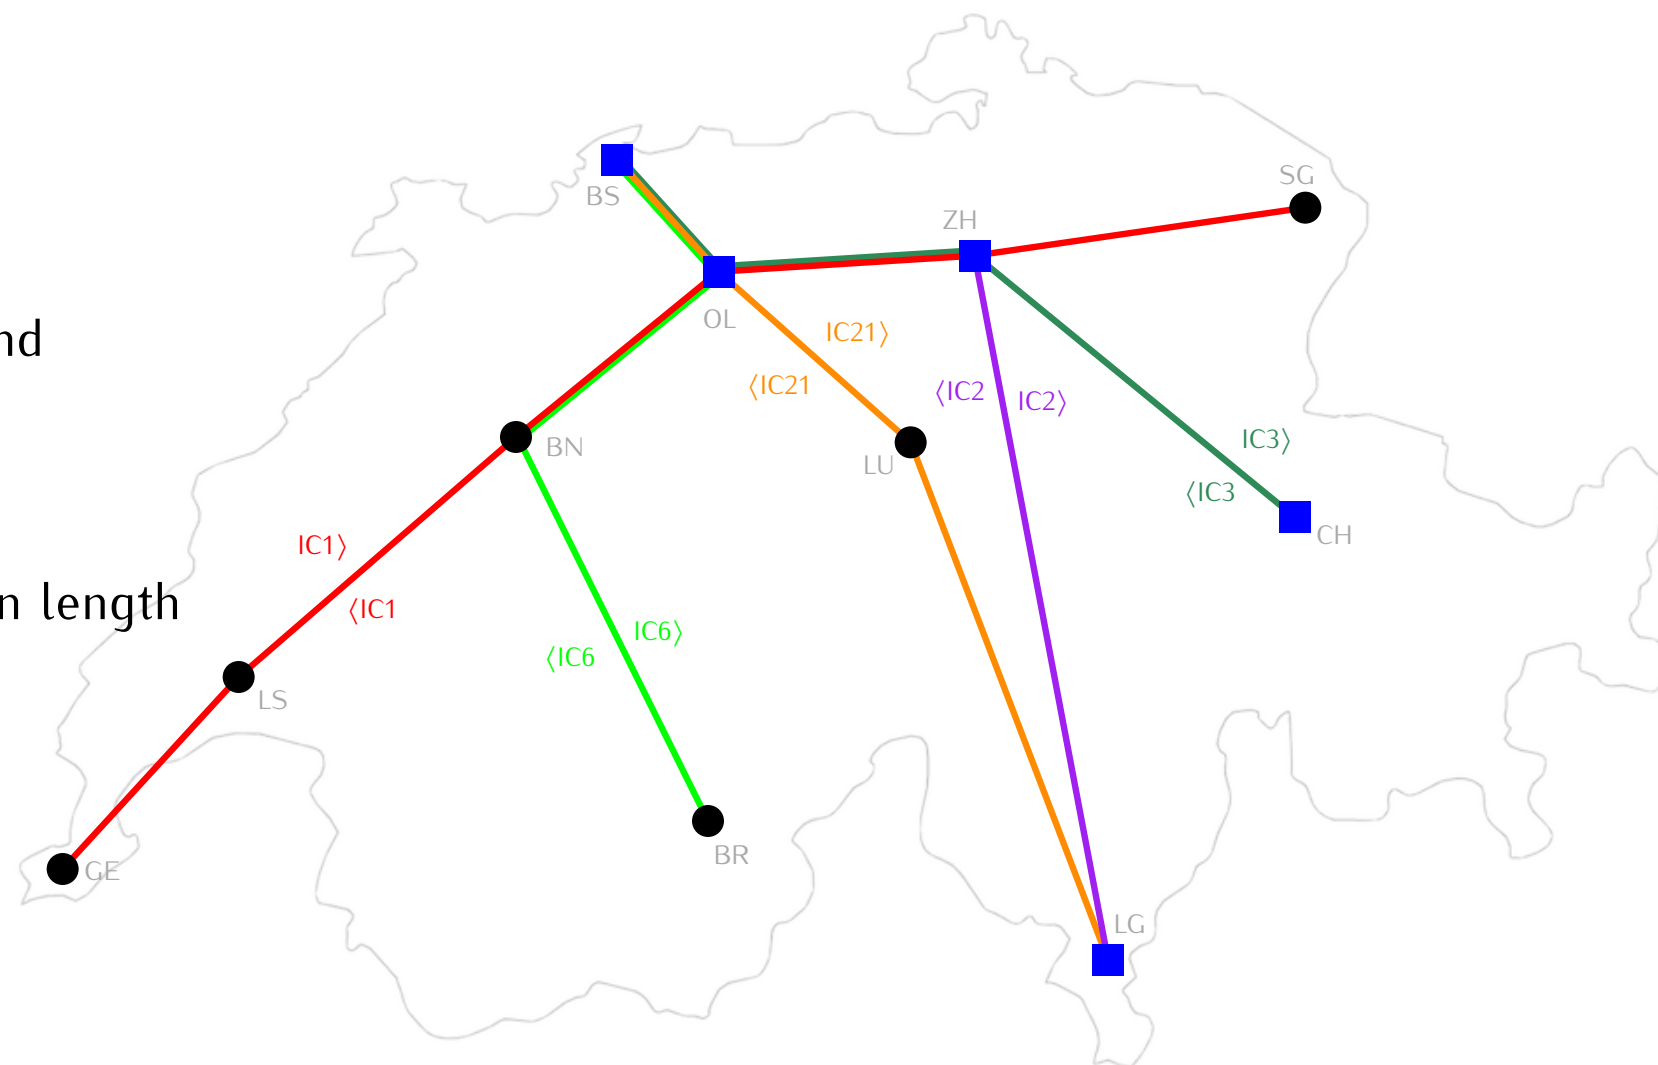 SG
BS
ZH
OL
IC21⟩
nd
⟨IC21
⟨IC2
IC2⟩
IC3⟩
BN
LU
⟨IC3
CH
IC1⟩
n length
⟨IC1
IC6⟩
⟨IC6
LS
BR
GE
LG